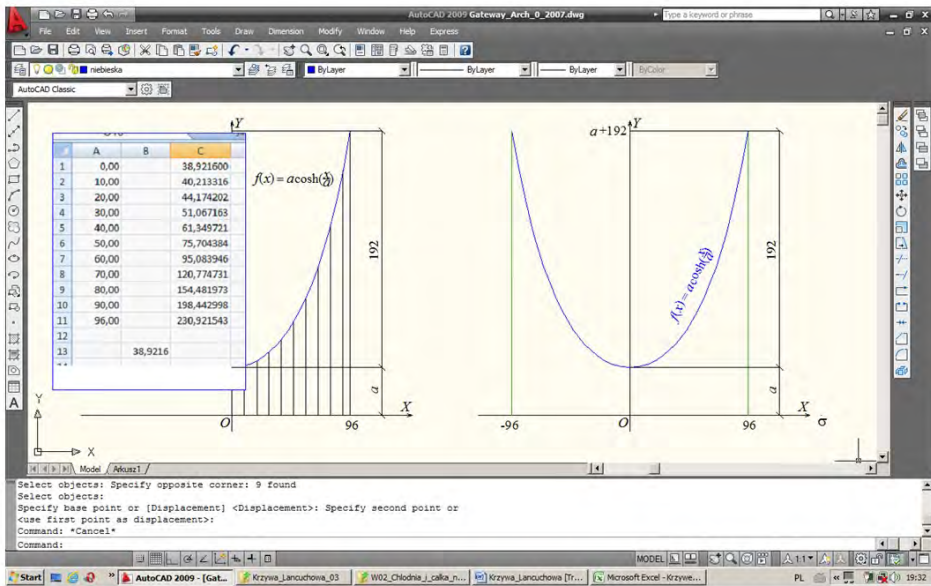 AutoCAD 2009 Gateway_Arch_0_2007.dwg
Type a keyword or phrase
File Edit View Insert Format Tools Draw Dimension Modify Window Help Express
niebieska ByLayer ByLayer ByLayer ByColor
AutoCAD Classic
A B C
1 0,00 38,921600
2 10,00 40,213316
3 20,00 44,174202
4 30,00 51,067163
5 40,00 61,349721
6 50,00 75,704384
7 60,00 95,083946
8 70,00 120,774731
9 80,00 154,481973
10 90,00 198,442998
11 96,00 230,921543
12
13 38,9216
Y
f(x) = acosh(x/a)
192
a
X
O
96
Y
a+192
f(x) = acosh(x/a)
192
a
X
-96
O
96
σ
Y
X
Model Arkusz1
Select objects: Specify opposite corner: 9 found
Select objects:
Specify base point or [Displacement] <Displacement>: Specify second point or
<use first point as displacement>:
Command: *Cancel*
Command:
MODEL 1:1
Start AutoCAD 2009 - [Gat... Krzywa_Lancuchowa_03 W02_Chlodnia_i_calka_n... Krzywa_Lancuchowa [Tr... Microsoft Excel - Krzywe... PL 19:32